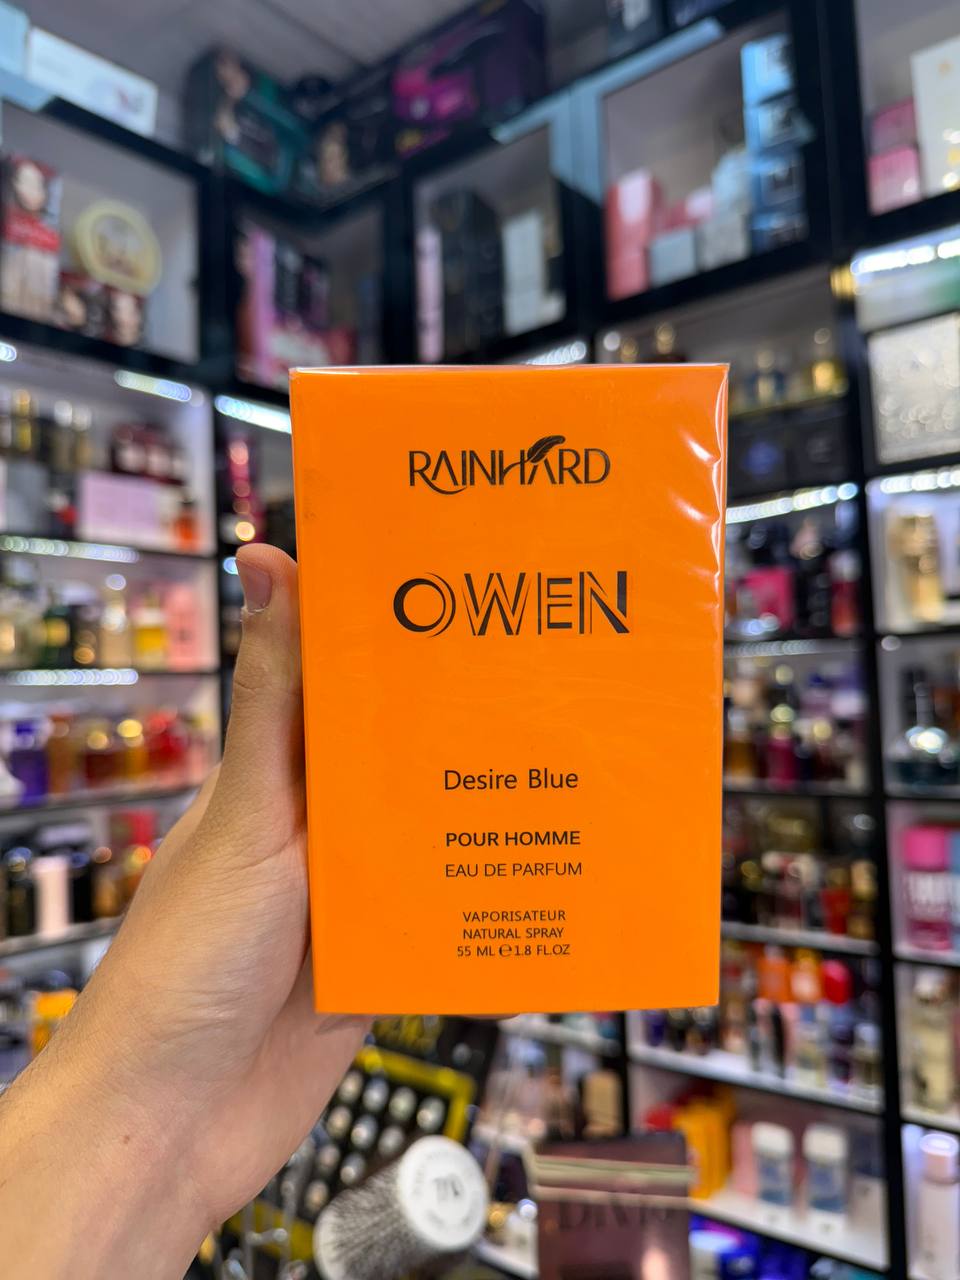 RAINHARD
OWEN
Desire Blue
POUR HOMME
EAU DE PARFUM
VAPORISATEUR
NATURAL SPRAY
55 ML ℮ 1.8 FL.OZ